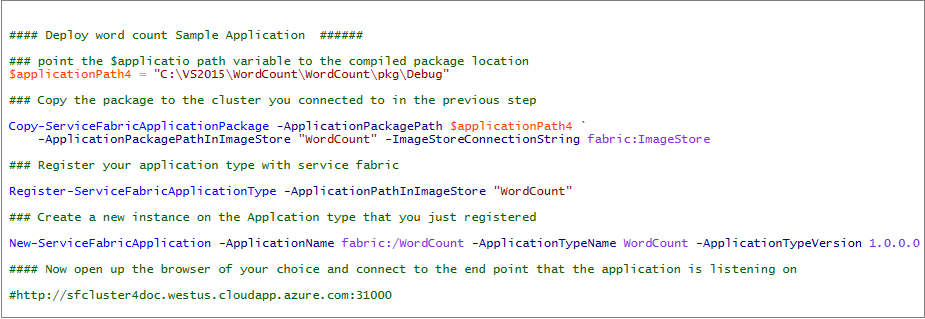 #### Deploy word count Sample Application  ######
### point the $applicatio path variable to the compiled package location
$applicationPath4 = "C:\VS2015\WordCount\WordCount\pkg\Debug"
### Copy the package to the cluster you connected to in the previous step
Copy-ServiceFabricApplicationPackage -ApplicationPackagePath $applicationPath4 `
    -ApplicationPackagePathInImageStore "WordCount" -ImageStoreConnectionString fabric:ImageStore
### Register your application type with service fabric
Register-ServiceFabricApplicationType -ApplicationPathInImageStore "WordCount"
### Create a new instance on the Applcation type that you just registered
New-ServiceFabricApplication -ApplicationName fabric:/WordCount -ApplicationTypeName WordCount -ApplicationTypeVersion 1.0.0.0
#### Now open up the browser of your choice and connect to the end point that the application is listening on
#http://sfcluster4doc.westus.cloudapp.azure.com:31000